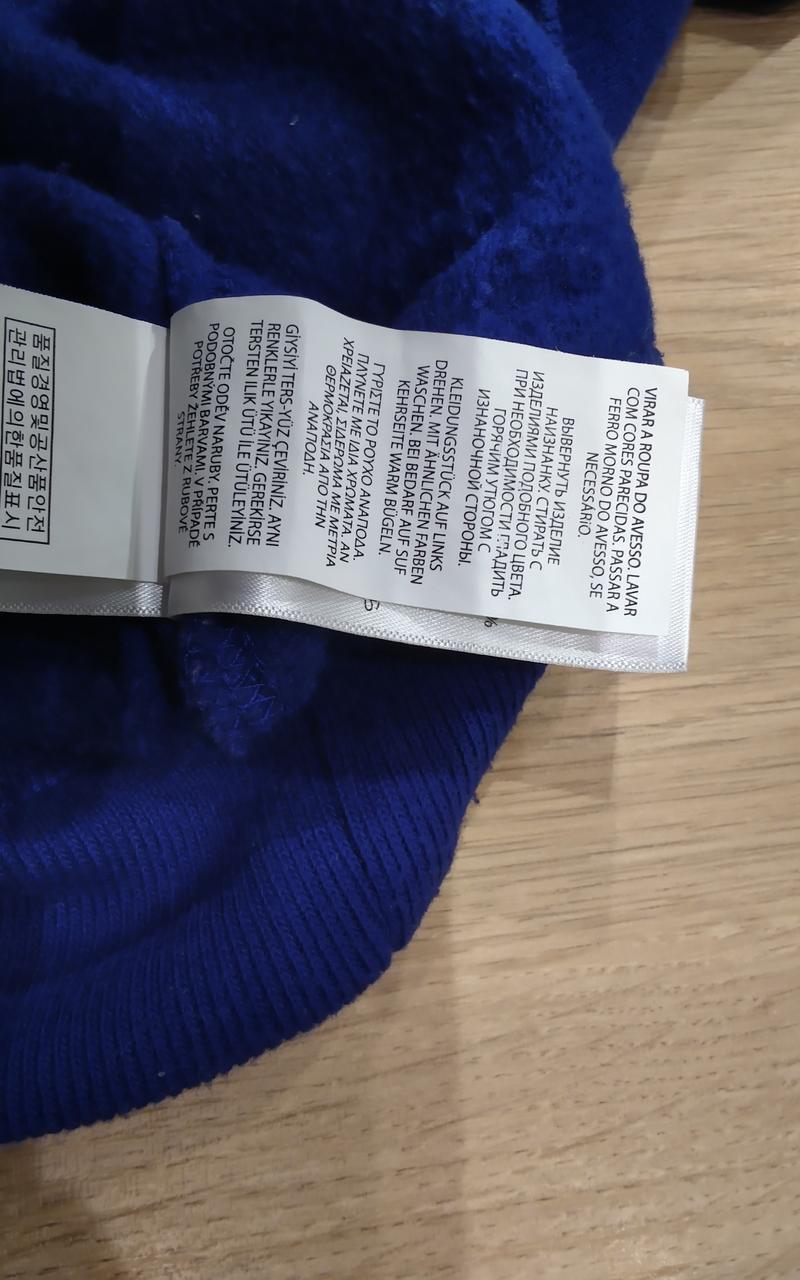 VIRAR A ROUPA DO AVESSO. LAVAR
COM CORES PARECIDAS. PASSAR A
FERRO MORNO DO AVESSO, SE
NECESSÁRIO.
ВЫВЕРНУТЬ ИЗДЕЛИЕ
НАИЗНАНКУ. СТИРАТЬ С
ИЗДЕЛИЯМИ ПОДОБНОГО ЦВЕТА.
ПРИ НЕОБХОДИМОСТИ ГЛАДИТЬ
ГОРЯЧИМ УТЮГОМ С
ИЗНАНОЧНОЙ СТОРОНЫ.
KLEIDUNGSSTÜCK AUF LINKS
DREHEN. MIT ÄHNLICHEN FARBEN
WASCHEN. BEI BEDARF AUF SUF
KEHRSEITE WARM BÜGELN.
ΓΥΡΙΣΤΕ ΤΟ ΡΟΥΧΟ ΑΝΑΠΟΔΑ.
ΠΛΥΝΕΤΕ ΜΕ ΙΔΙΑ ΧΡΩΜΑΤΑ. ΑΝ
ΧΡΕΙΑΖΕΤΑΙ, ΣΙΔΕΡΩΜΑ ΜΕ ΜΕΤΡΙΑ
ΘΕΡΜΟΚΡΑΣΙΑ ΑΠΟ ΤΗΝ
ΑΝΑΠΟΔΗ.
GİYSİYİ TERS-YÜZ ÇEVİRİNİZ. AYNI
RENKLERLE YIKAYINIZ. GEREKİRSE
TERSTEN ILIK ÜTÜ İLE ÜTÜLEYİNİZ.
OTOČTE ODĚV NARUBY. PERTE S
PODOBNÝMI BARVAMI. V PŘÍPADĚ
POTŘEBY ŽEHLETE Z RUBOVÉ
STRANY.
품질경영및공산품안전
관리법에의한품질표시